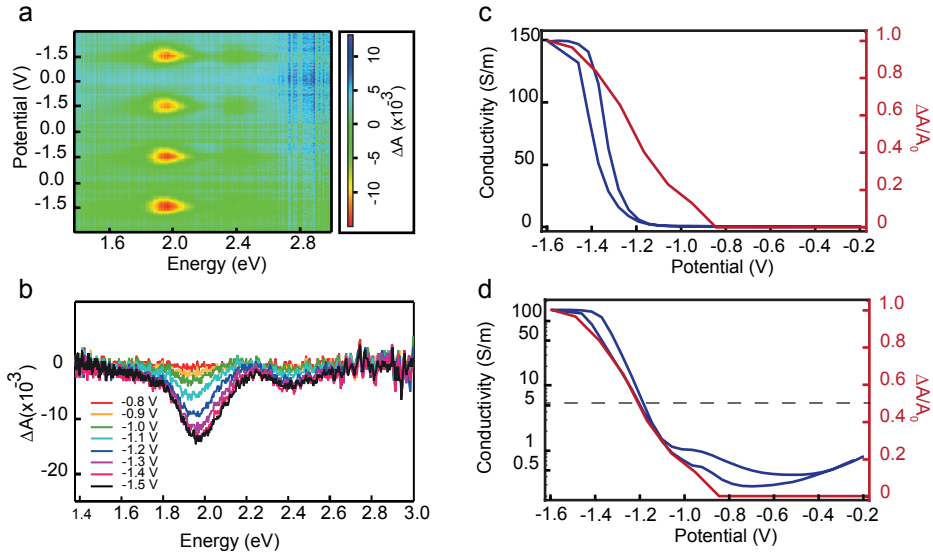 a
Potential (V)
-1.5
0.0
-1.5
-1.5
0.0
-1.5
1.6
2.0
2.4
2.8
Energy (eV)
10
5
0
-5
-10
ΔA (x10⁻³)
b
ΔA(x10⁻³)
0
-10
-20
-0.8 V
-0.9 V
-1.0 V
-1.1 V
-1.2 V
-1.3 V
-1.4 V
-1.5 V
1.4
1.6
1.8
2.0
2.2
2.4
2.6
2.8
3.0
Energy (eV)
c
Conductivity (S/m)
150
100
50
0
1.0
0.8
0.6
0.4
0.2
0
ΔA/A₀
-1.6
-1.4
-1.2
-1.0
-0.8
-0.6
-0.4
-0.2
Potential (V)
d
Conductivity (S/m)
100
50
10
5
1
0.5
1.0
0.8
0.6
0.4
0.2
0
ΔA/A₀
-1.6
-1.4
-1.2
-1.0
-0.8
-0.6
-0.4
-0.2
Potential (V)